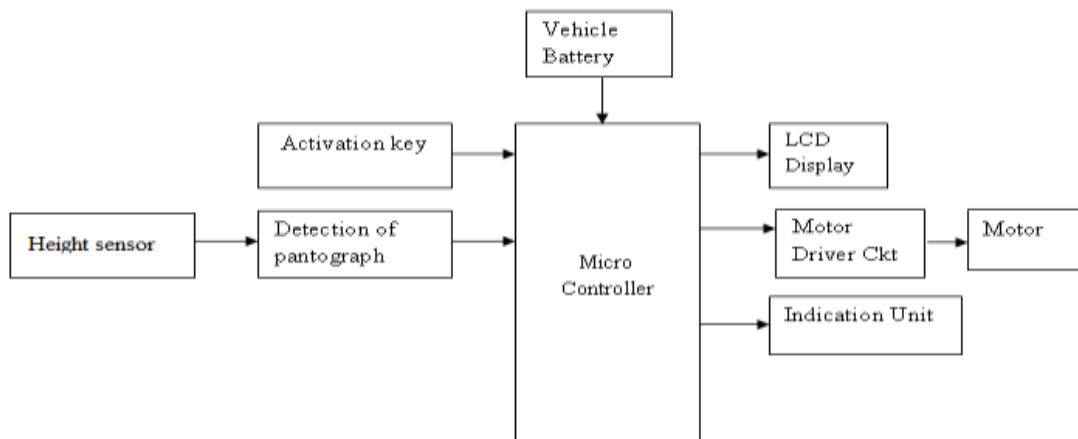 Vehicle
Battery
Activation key
LCD
Display
Height sensor
Detection of
pantograph
Micro
Controller
Motor
Driver Ckt
Motor
Indication Unit